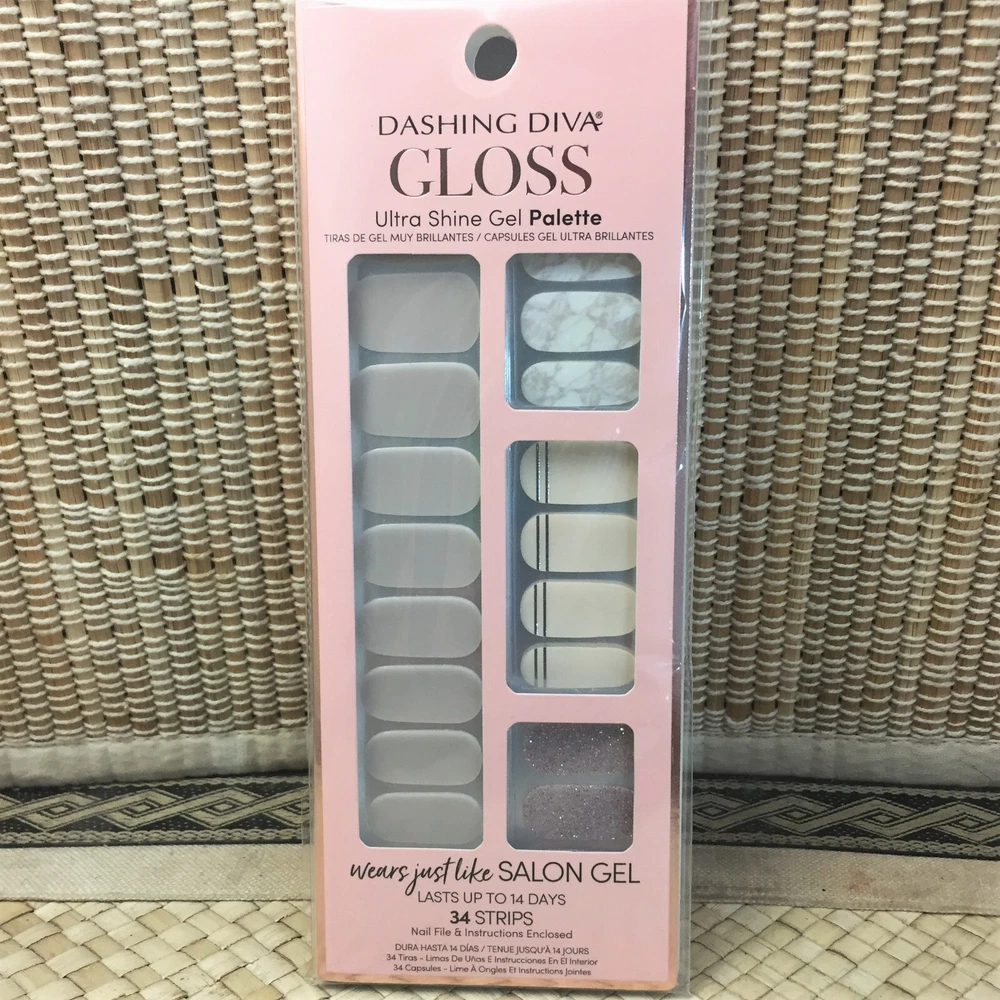 DASHING DIVA®
GLOSS
Ultra Shine Gel Palette
TIRAS DE GEL MUY BRILLANTES / CAPSULES GEL ULTRA BRILLANTES
wears just like SALON GEL
LASTS UP TO 14 DAYS
34 STRIPS
Nail File & Instructions Enclosed
DURA HASTA 14 DÍAS / TENUE JUSQU'À 14 JOURS
34 Tiras - Limas De Uñas E Instrucciones En El Interior
34 Capsules - Lime À Ongles Et Instructions Jointes